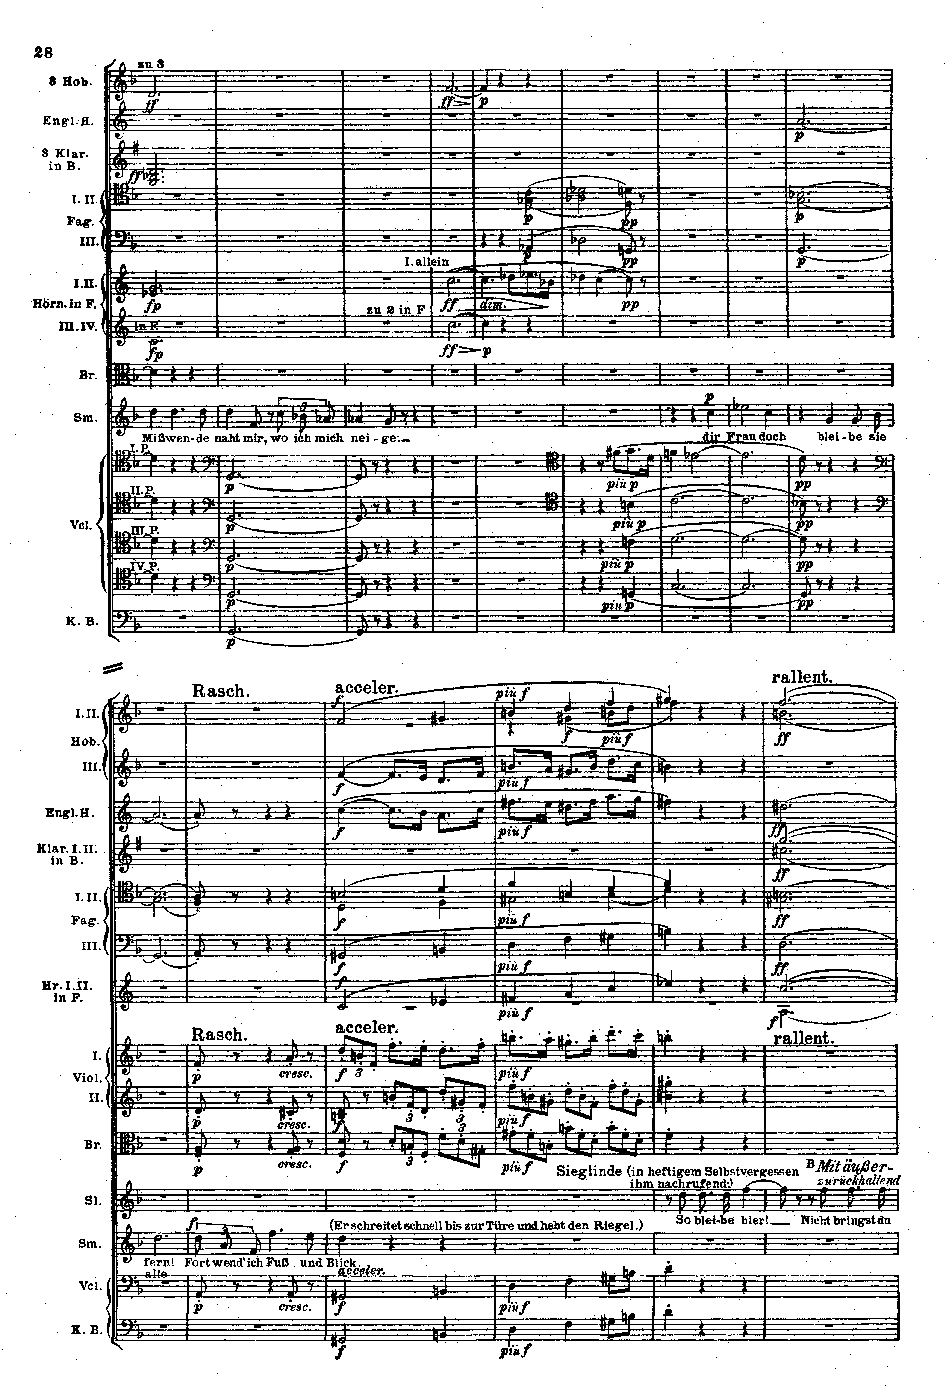 28
zu 3
3 Hob.
ff
ff p
Engl. H.
p
3 Klar.
in B.
ff
I. II.
p pp p
Fag.
III.
p pp p
I. allein
I. II.
fp ff dim. pp
Hörn. in F.
zu 2 in F
III. IV.
in E
fp ff p
Br.
Sm.
p
Mißwen-de naht mir, wo ich mich nei-ge:
dir Frau doch blei-be sie
I. P.
p più p pp
II. P.
p più p pp
Vcl.
III. P.
p più p pp
IV. P.
p più p pp
K. B.
p
Rasch. acceler. rallent.
I. II.
f più f f più f ff
Hob.
III.
f più f
Engl. H.
f più f ff
Klar. I. II.
in B.
ff
I. II.
f più f ff
Fag.
III.
f più f ff
Hr. I. II.
in F.
più f f
Rasch. acceler. rallent.
I.
p cresc. f 3 più f
Viol.
II.
p cresc. 3 3 più f
Br.
p cresc. f 3 3 più f
Sieglinde (in heftigem Selbstvergessen
ihm nachrufend:)
B Mit äußer-
zurückhaltend
Sl.
So blei-be hier! Nicht bringst du
(Er schreitet schnell bis zur Türe und hebt den Riegel.)
Sm.
f
fern! Fort wend' ich Fuß und Blick.
alle
acceler.
Vcl.
p cresc. f più f
K. B.
f più f